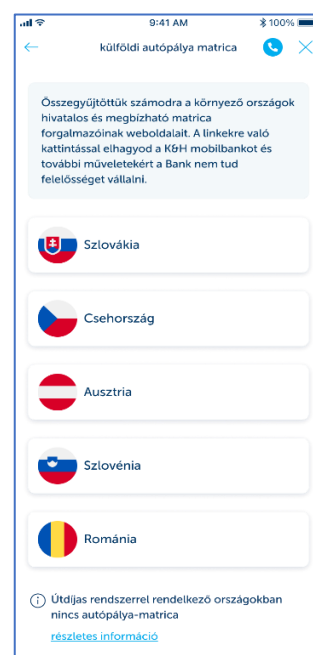 9:41 AM
100%
külföldi autópálya matrica
Összegyűjtöttük számodra a környező országok
hivatalos és megbízható matrica
forgalmazóinak weboldalait. A linkekre való
kattintással elhagyod a K&H mobilbankot és
további műveletekért a Bank nem tud
felelősséget vállalni.
Szlovákia
Csehország
Ausztria
Szlovénia
Románia
Útdíjas rendszerrel rendelkező országokban
nincs autópálya-matrica
részletes információ